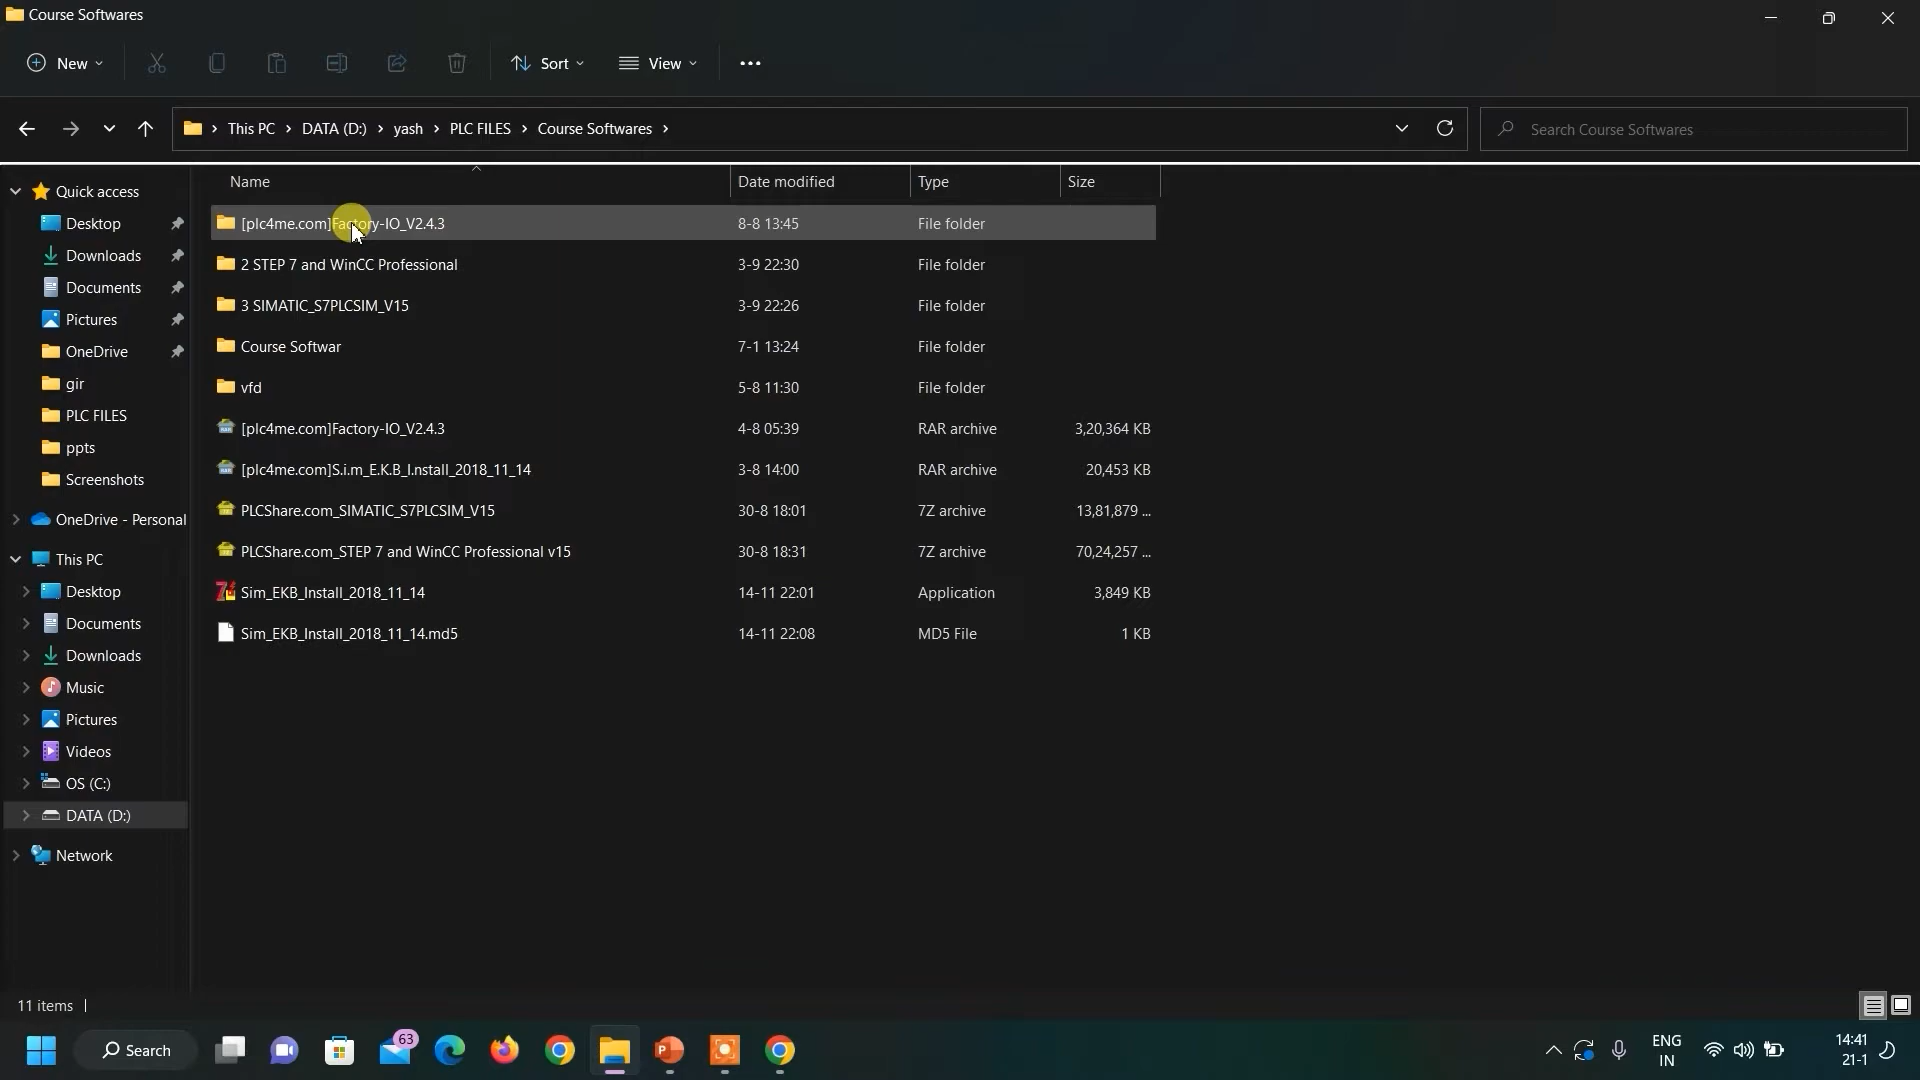 Course Softwares
New
Sort
View
This PC > DATA (D:) > yash > PLC FILES > Course Softwares >
Search Course Softwares
Quick access
Desktop
Downloads
Documents
Pictures
OneDrive
gir
PLC FILES
ppts
Screenshots
OneDrive - Personal
This PC
Desktop
Documents
Downloads
Music
Pictures
Videos
OS (C:)
DATA (D:)
Network
Name Date modified Type Size
[plc4me.com]Factory-IO_V2.4.3 8-8 13:45 File folder
2 STEP 7 and WinCC Professional 3-9 22:30 File folder
3 SIMATIC_S7PLCSIM_V15 3-9 22:26 File folder
Course Softwar 7-1 13:24 File folder
vfd 5-8 11:30 File folder
[plc4me.com]Factory-IO_V2.4.3 4-8 05:39 RAR archive 3,20,364 KB
[plc4me.com]S.i.m_E.K.B_I.nstall_2018_11_14 3-8 14:00 RAR archive 20,453 KB
PLCShare.com_SIMATIC_S7PLCSIM_V15 30-8 18:01 7Z archive 13,81,879 ...
PLCShare.com_STEP 7 and WinCC Professional v15 30-8 18:31 7Z archive 70,24,257 ...
Sim_EKB_Install_2018_11_14 14-11 22:01 Application 3,849 KB
Sim_EKB_Install_2018_11_14.md5 14-11 22:08 MD5 File 1 KB
11 items
Search
63
ENG
IN
14:41
21-1